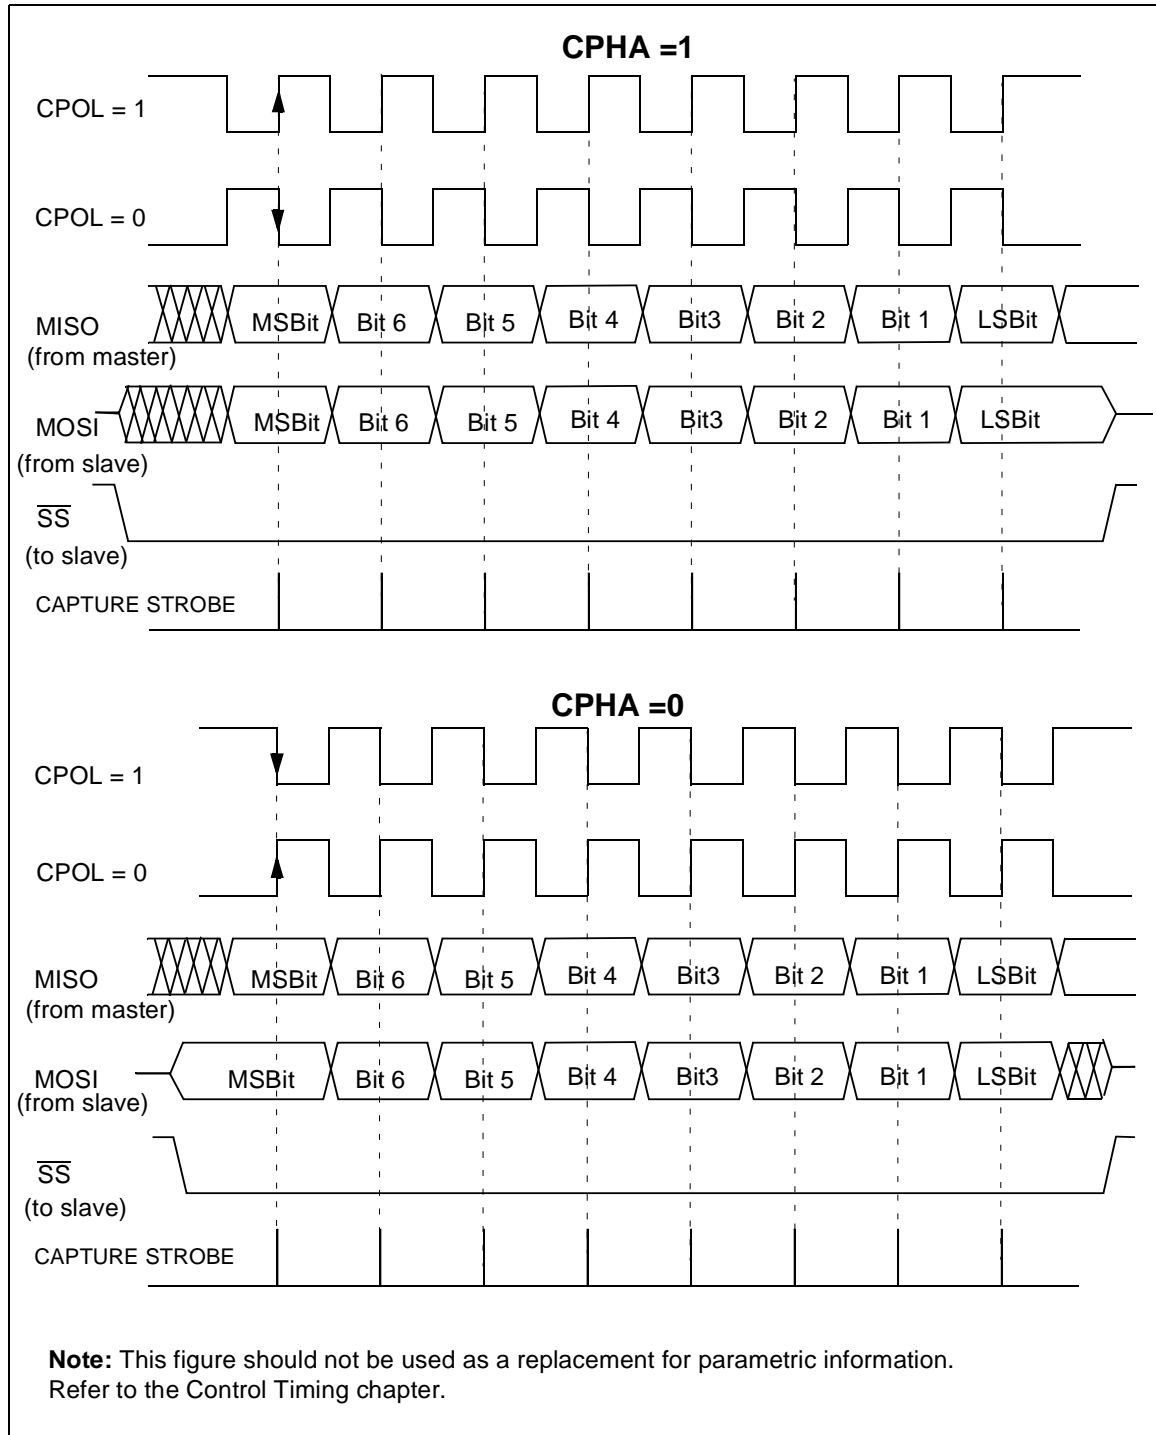 CPHA =1
CPOL = 1
CPOL = 0
MISO
(from master)
MSBit Bit 6 Bit 5 Bit 4 Bit3 Bit 2 Bit 1 LSBit
MOSI
(from slave)
MSBit Bit 6 Bit 5 Bit 4 Bit3 Bit 2 Bit 1 LSBit
SS
(to slave)
CAPTURE STROBE
CPHA =0
CPOL = 1
CPOL = 0
MISO
(from master)
MSBit Bit 6 Bit 5 Bit 4 Bit3 Bit 2 Bit 1 LSBit
MOSI
(from slave)
MSBit Bit 6 Bit 5 Bit 4 Bit3 Bit 2 Bit 1 LSBit
SS
(to slave)
CAPTURE STROBE
Note: This figure should not be used as a replacement for parametric information.
Refer to the Control Timing chapter.